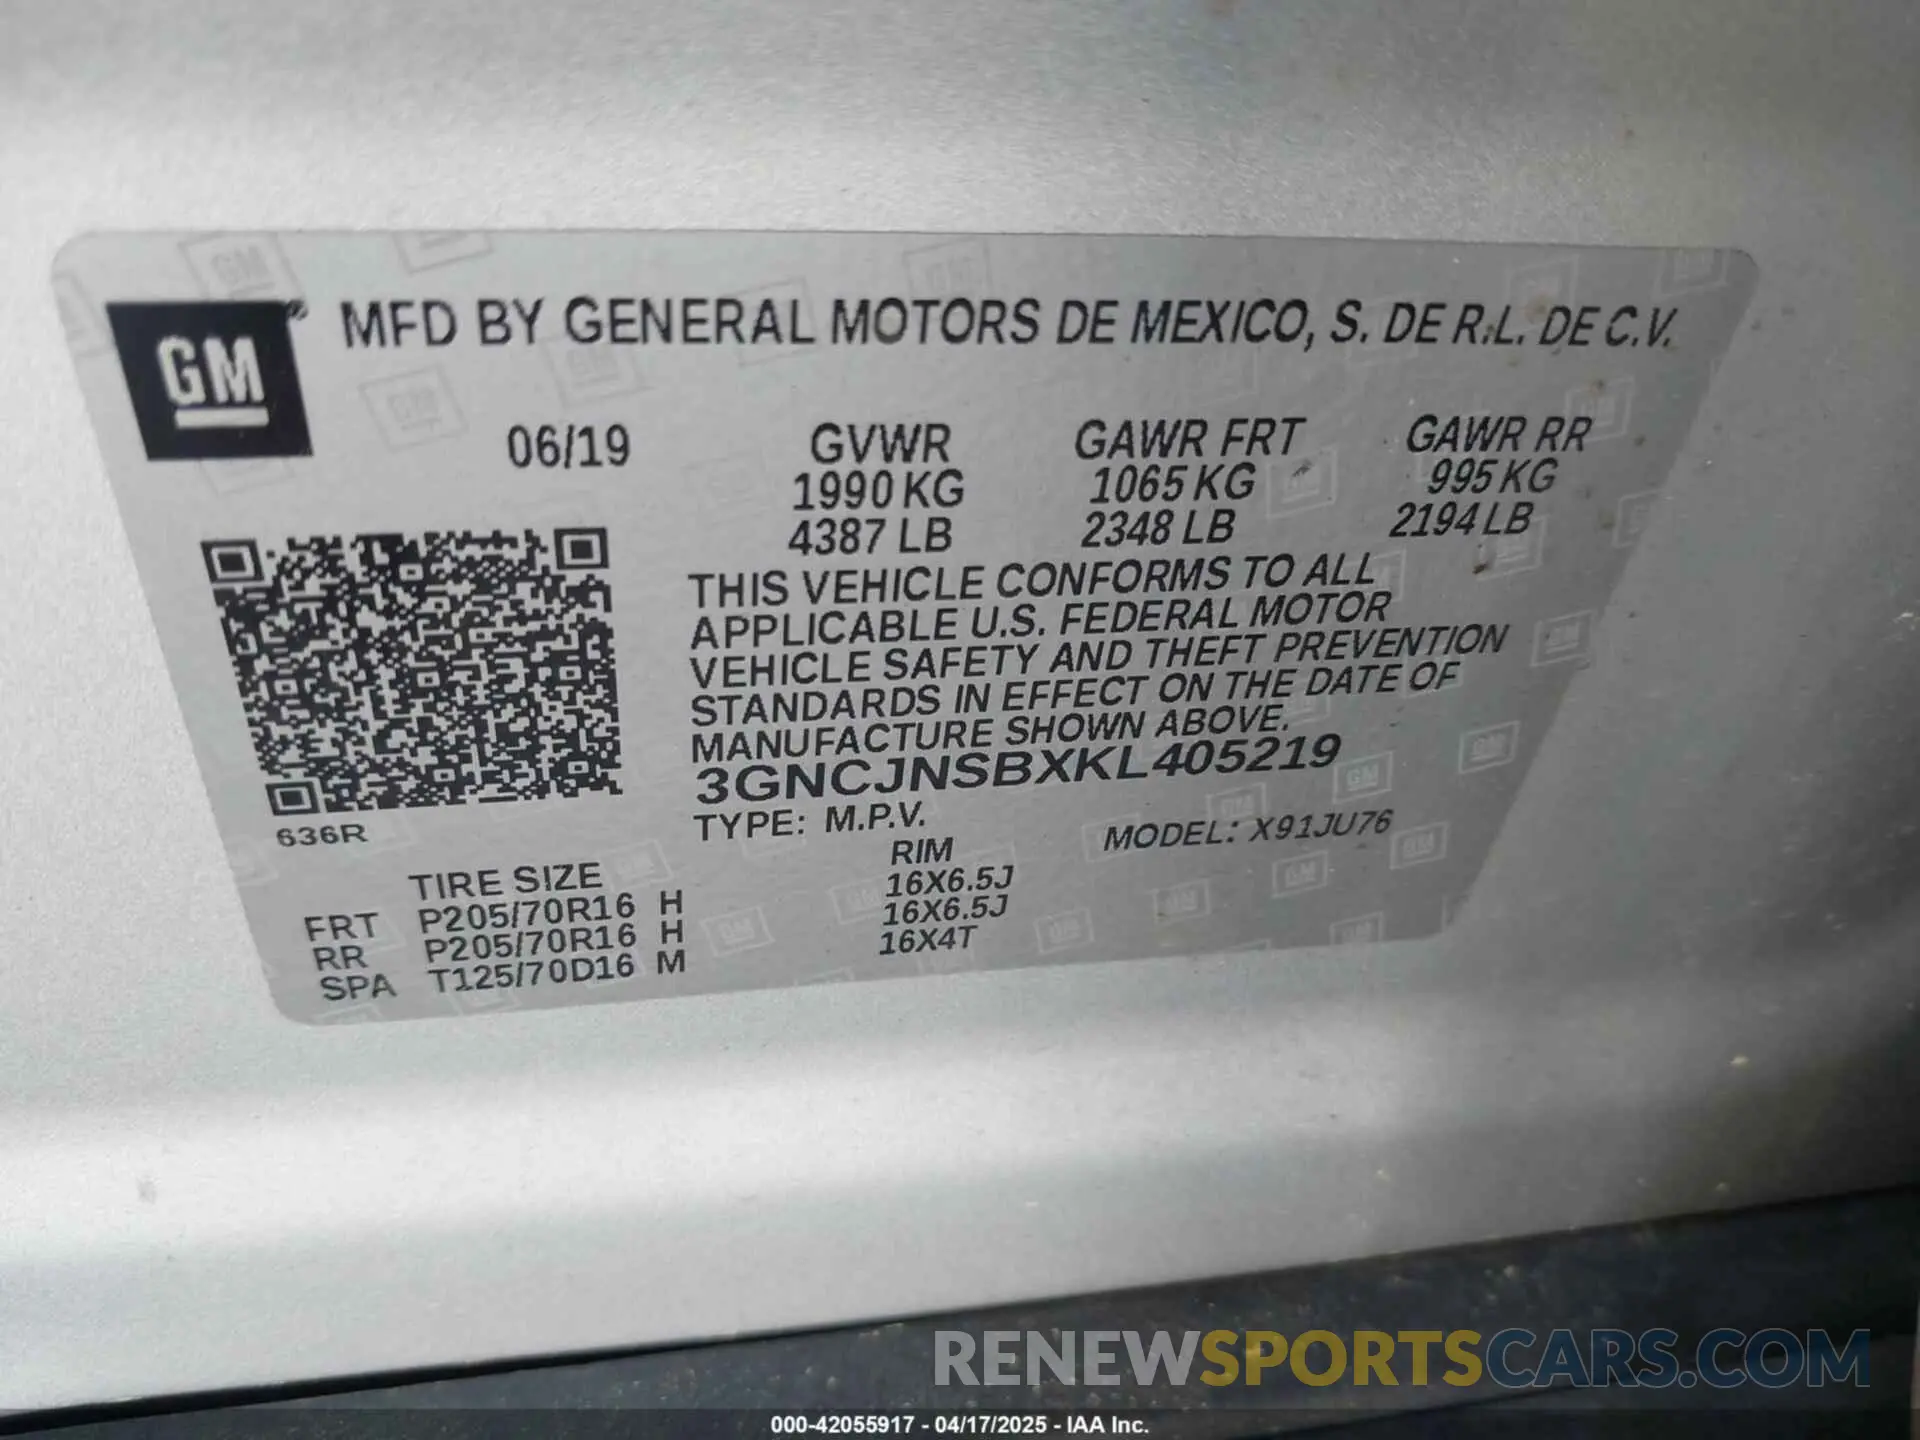 GM
MFD BY GENERAL MOTORS DE MEXICO, S. DE R.L. DE C.V.
06/19 GVWR GAWR FRT GAWR RR
1990 KG 1065 KG 995 KG
4387 LB 2348 LB 2194 LB
THIS VEHICLE CONFORMS TO ALL
APPLICABLE U.S. FEDERAL MOTOR
VEHICLE SAFETY AND THEFT PREVENTION
STANDARDS IN EFFECT ON THE DATE OF
MANUFACTURE SHOWN ABOVE.
3GNCJNSBXKL405219
636R
TYPE: M.P.V. MODEL: X91JU76
TIRE SIZE RIM
FRT P205/70R16 H 16X6.5J
RR P205/70R16 H 16X6.5J
SPA T125/70D16 M 16X4T
RENEWSPORTSCARS.COM
000-42055917 - 04/17/2025 - IAA Inc.